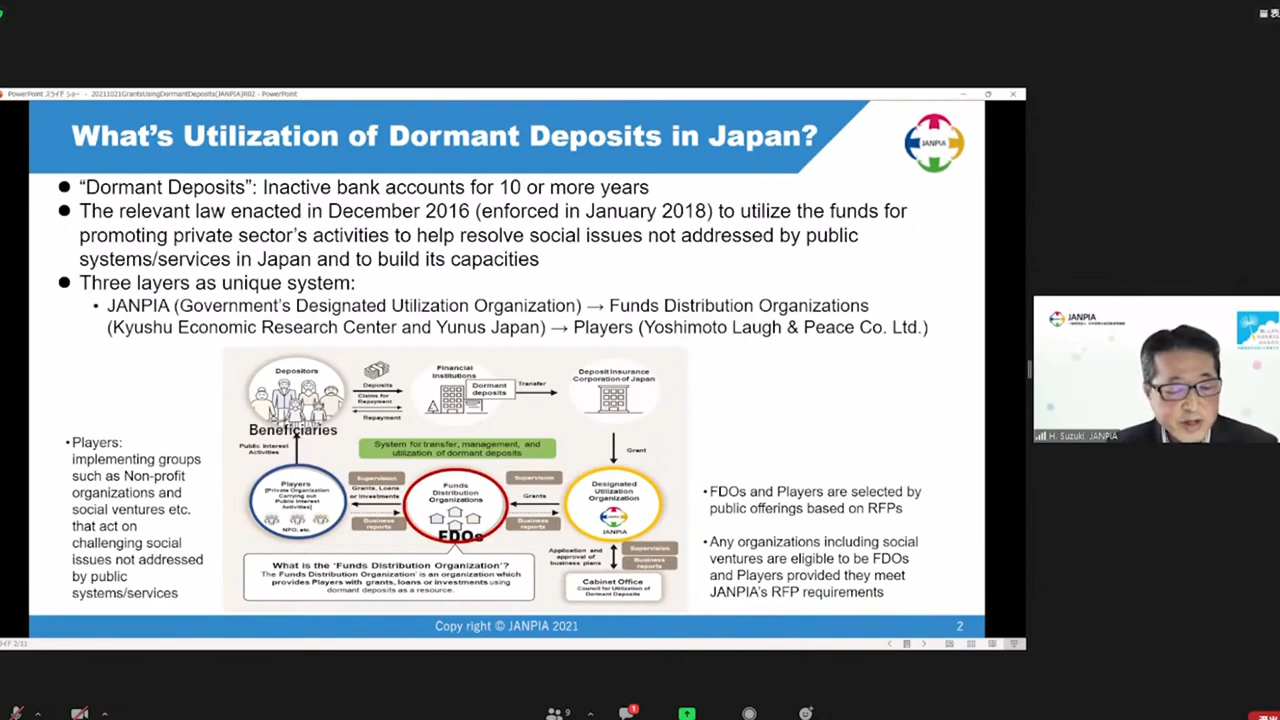 PowerPoint スライド ショー - 20211021GrantsUsingDormantDeposits(JANPIA)R02 - PowerPoint
What's Utilization of Dormant Deposits in Japan?
JANPIA
● “Dormant Deposits”: Inactive bank accounts for 10 or more years
● The relevant law enacted in December 2016 (enforced in January 2018) to utilize the funds for
promoting private sector's activities to help resolve social issues not addressed by public
systems/services in Japan and to build its capacities
● Three layers as unique system:
• JANPIA (Government's Designated Utilization Organization) → Funds Distribution Organizations
(Kyushu Economic Research Center and Yunus Japan) → Players (Yoshimoto Laugh & Peace Co. Ltd.)
Depositors
Deposits
Claims for
Repayment
Repayment
Financial
Institutions
Dormant
deposits
Transfer
Deposit Insurance
Corporation of Japan
Beneficiaries
Public Interest
Activities
System for transfer, management, and
utilization of dormant deposits
Grant
Players
[Private Organization
Carrying out
Public Interest
Activities]
NPO, etc.
Supervision
Grants, Loans
or Investments
Business
reports
Funds
Distribution
Organizations
FDOs
Supervision
Grants
Business
reports
Designated
Utilization
Organization
JANPIA
What is the 'Funds Distribution Organization'?
The Funds Distribution Organization' is an organization which
provides Players with grants, loans or investments using
dormant deposits as a resource.
Application and
approval of
business plans
Supervision
Business
reports
Cabinet Office
Council for Utilization of
Dormant Deposits
• Players:
implementing groups
such as Non-profit
organizations and
social ventures etc.
that act on
challenging social
issues not addressed
by public
systems/services
• FDOs and Players are selected by
public offerings based on RFPs
• Any organizations including social
ventures are eligible to be FDOs
and Players provided they meet
JANPIA's RFP requirements
Copy right © JANPIA 2021
2
スライド 2/11
JANPIA
H. Suzuki JANPIA
9
1
表